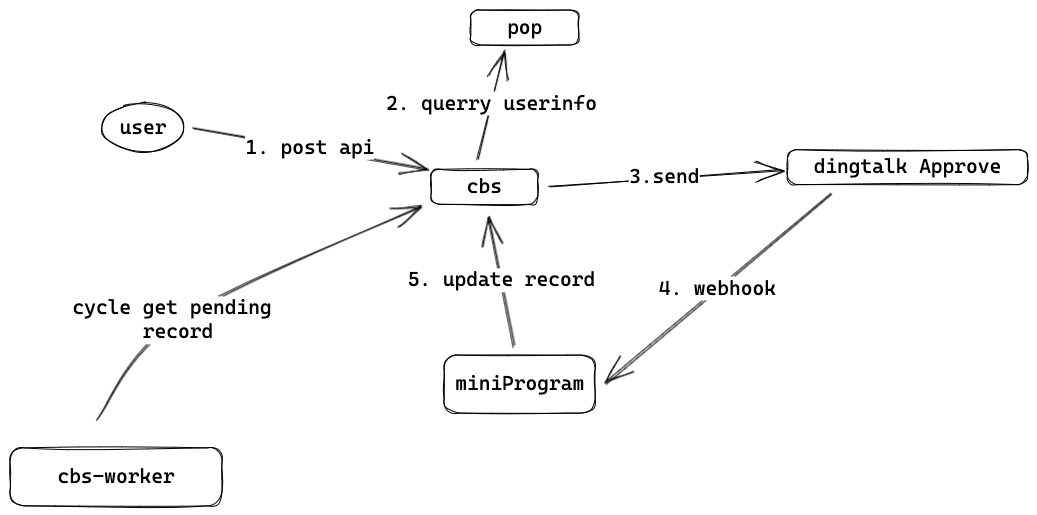 pop
2. querry userinfo
user
1. post api
cbs
3.send
dingtalk Approve
5. update record
4. webhook
cycle get pending
record
miniProgram
cbs-worker